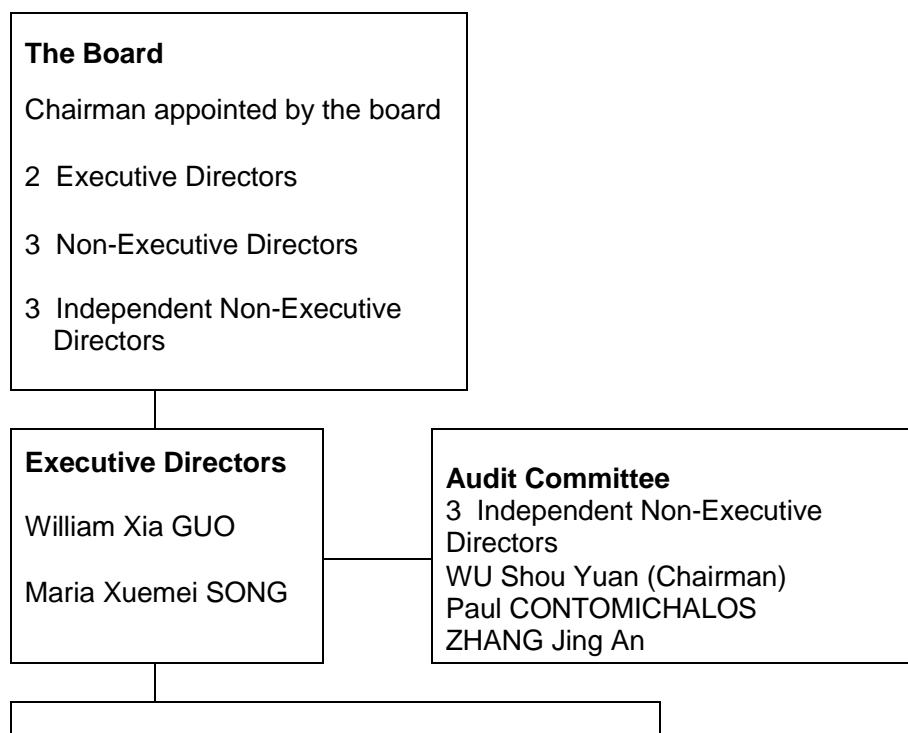 The Board
Chairman appointed by the board
2 Executive Directors
3 Non-Executive Directors
3 Independent Non-Executive
Directors
Executive Directors
William Xia GUO
Maria Xuemei SONG
Audit Committee
3 Independent Non-Executive
Directors
WU Shou Yuan (Chairman)
Paul CONTOMICHALOS
ZHANG Jing An